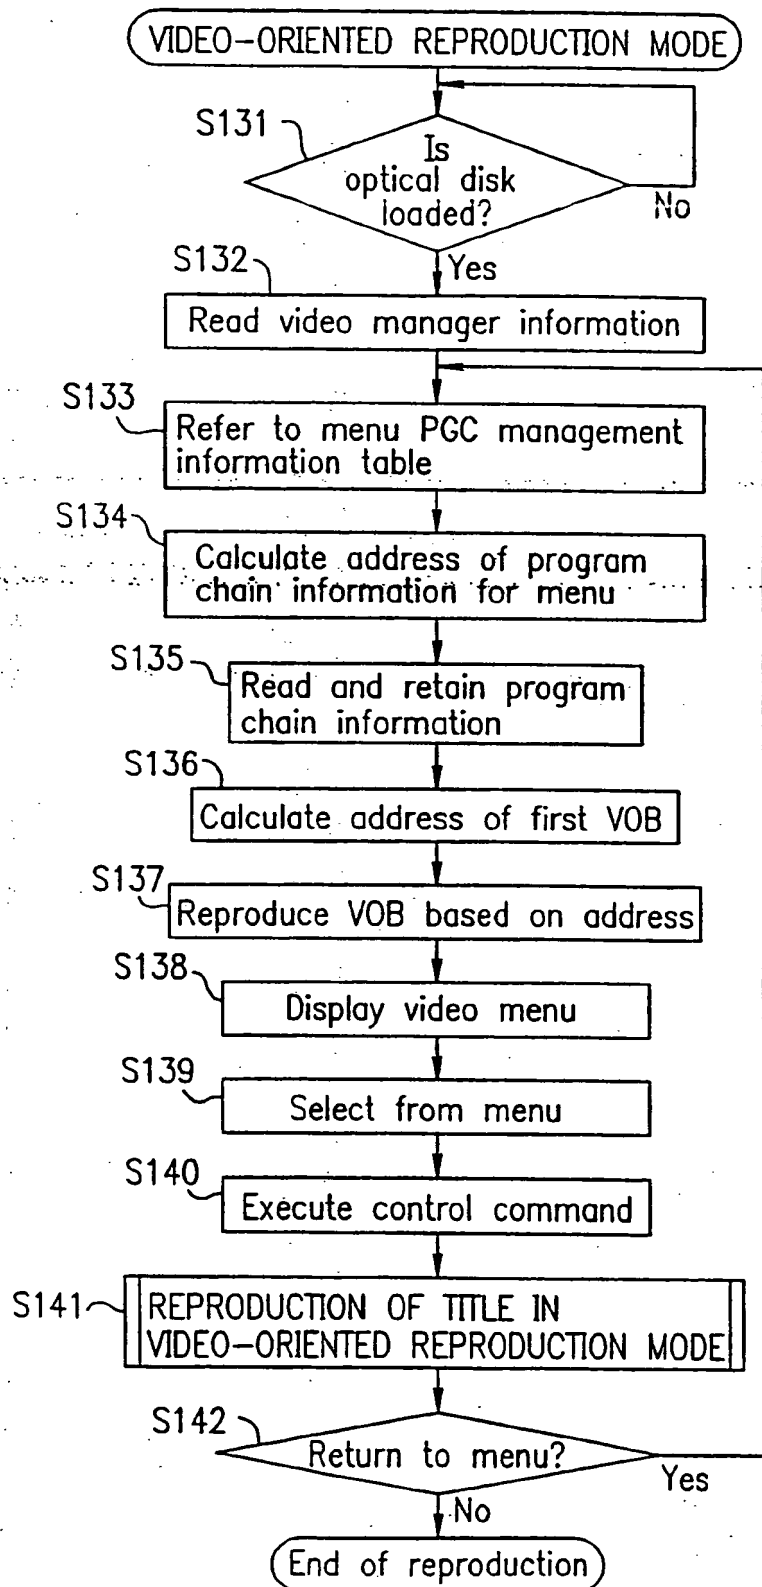 VIDEO-ORIENTED REPRODUCTION MODE
S131
Is
optical disk
loaded?
No
Yes
S132
Read video manager information
S133
Refer to menu PGC management
information table
S134
Calculate address of program
chain information for menu
S135
Read and retain program
chain information
S136
Calculate address of first VOB
S137
Reproduce VOB based on address
S138
Display video menu
S139
Select from menu
S140
Execute control command
S141
REPRODUCTION OF TITLE IN
VIDEO-ORIENTED REPRODUCTION MODE
S142
Return to menu?
Yes
No
End of reproduction